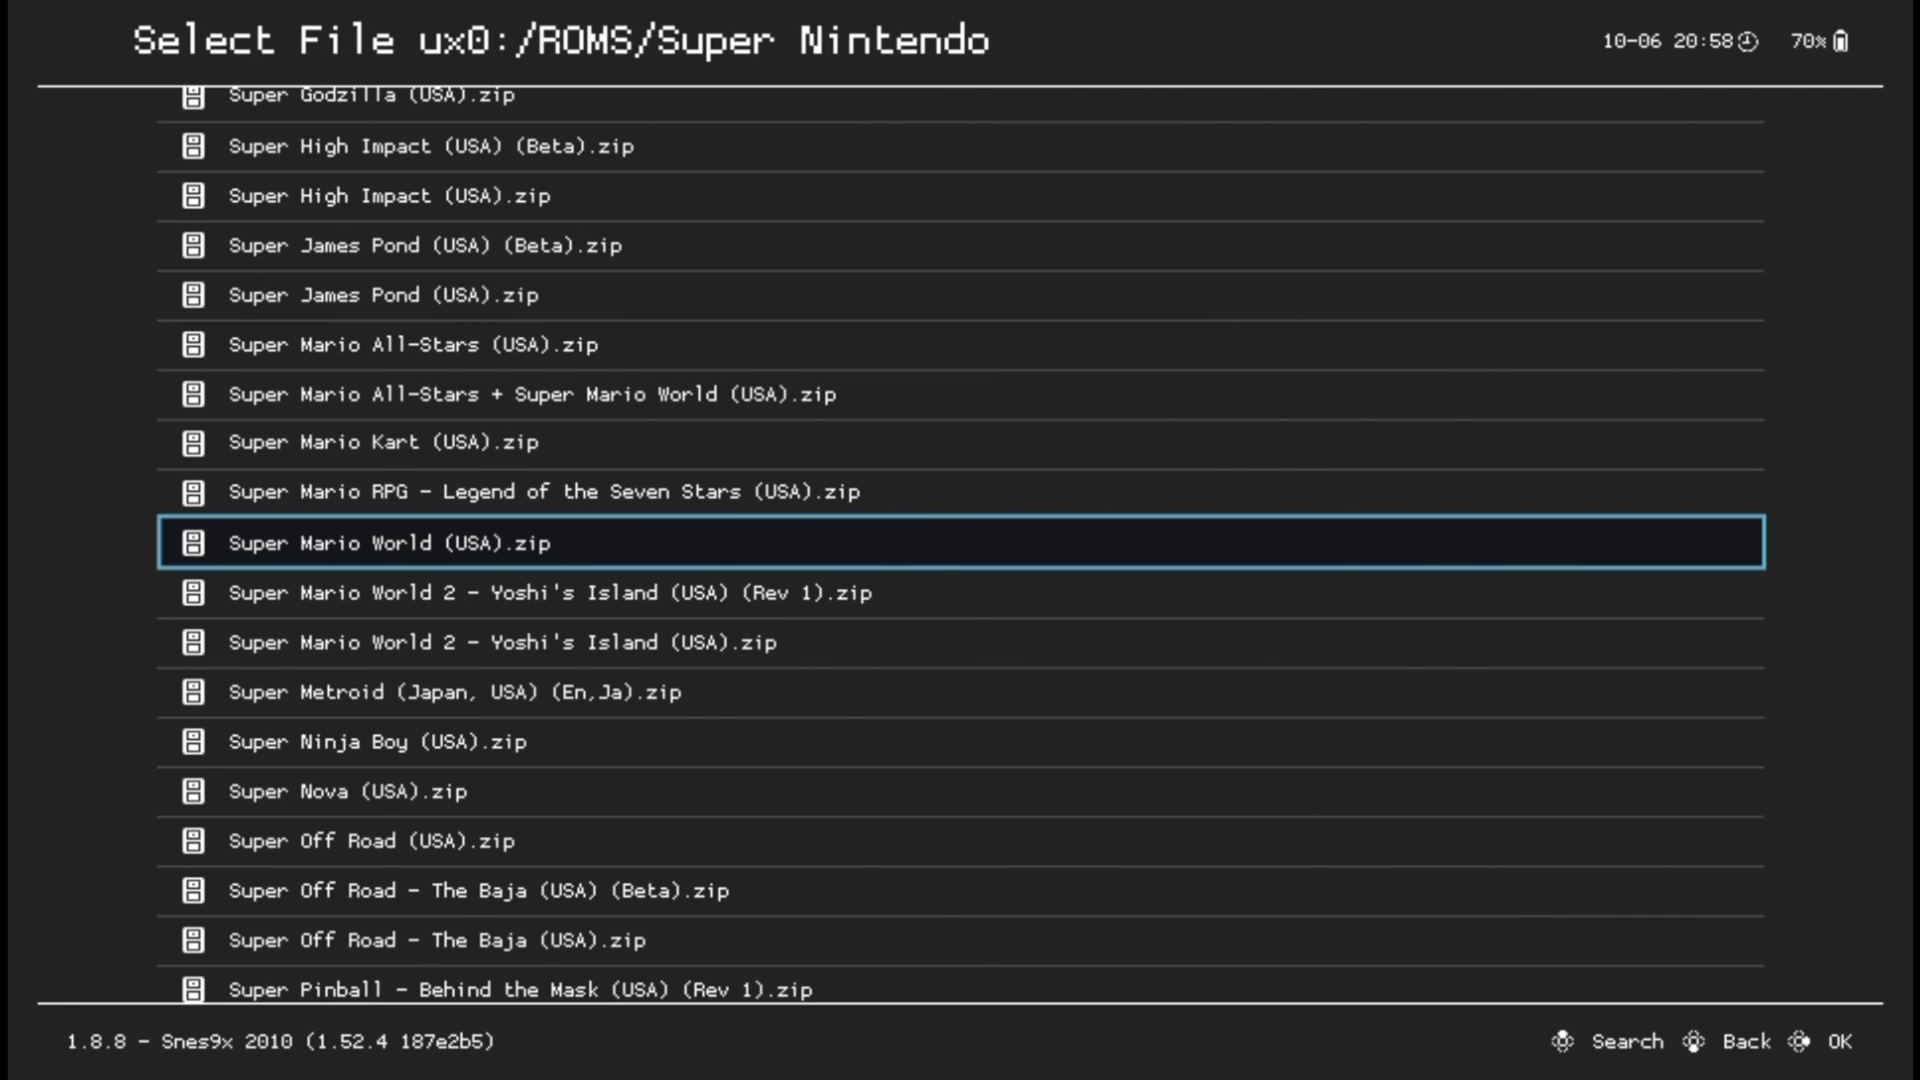 Select File ux0:/ROMS/Super Nintendo
10-06 20:58 70%
Super Godzilla (USA).zip
Super High Impact (USA) (Beta).zip
Super High Impact (USA).zip
Super James Pond (USA) (Beta).zip
Super James Pond (USA).zip
Super Mario All-Stars (USA).zip
Super Mario All-Stars + Super Mario World (USA).zip
Super Mario Kart (USA).zip
Super Mario RPG - Legend of the Seven Stars (USA).zip
Super Mario World (USA).zip
Super Mario World 2 - Yoshi's Island (USA) (Rev 1).zip
Super Mario World 2 - Yoshi's Island (USA).zip
Super Metroid (Japan, USA) (En,Ja).zip
Super Ninja Boy (USA).zip
Super Nova (USA).zip
Super Off Road (USA).zip
Super Off Road - The Baja (USA) (Beta).zip
Super Off Road - The Baja (USA).zip
Super Pinball - Behind the Mask (USA) (Rev 1).zip
1.8.8 - Snes9x 2010 (1.52.4 187e2b5)
Search Back OK